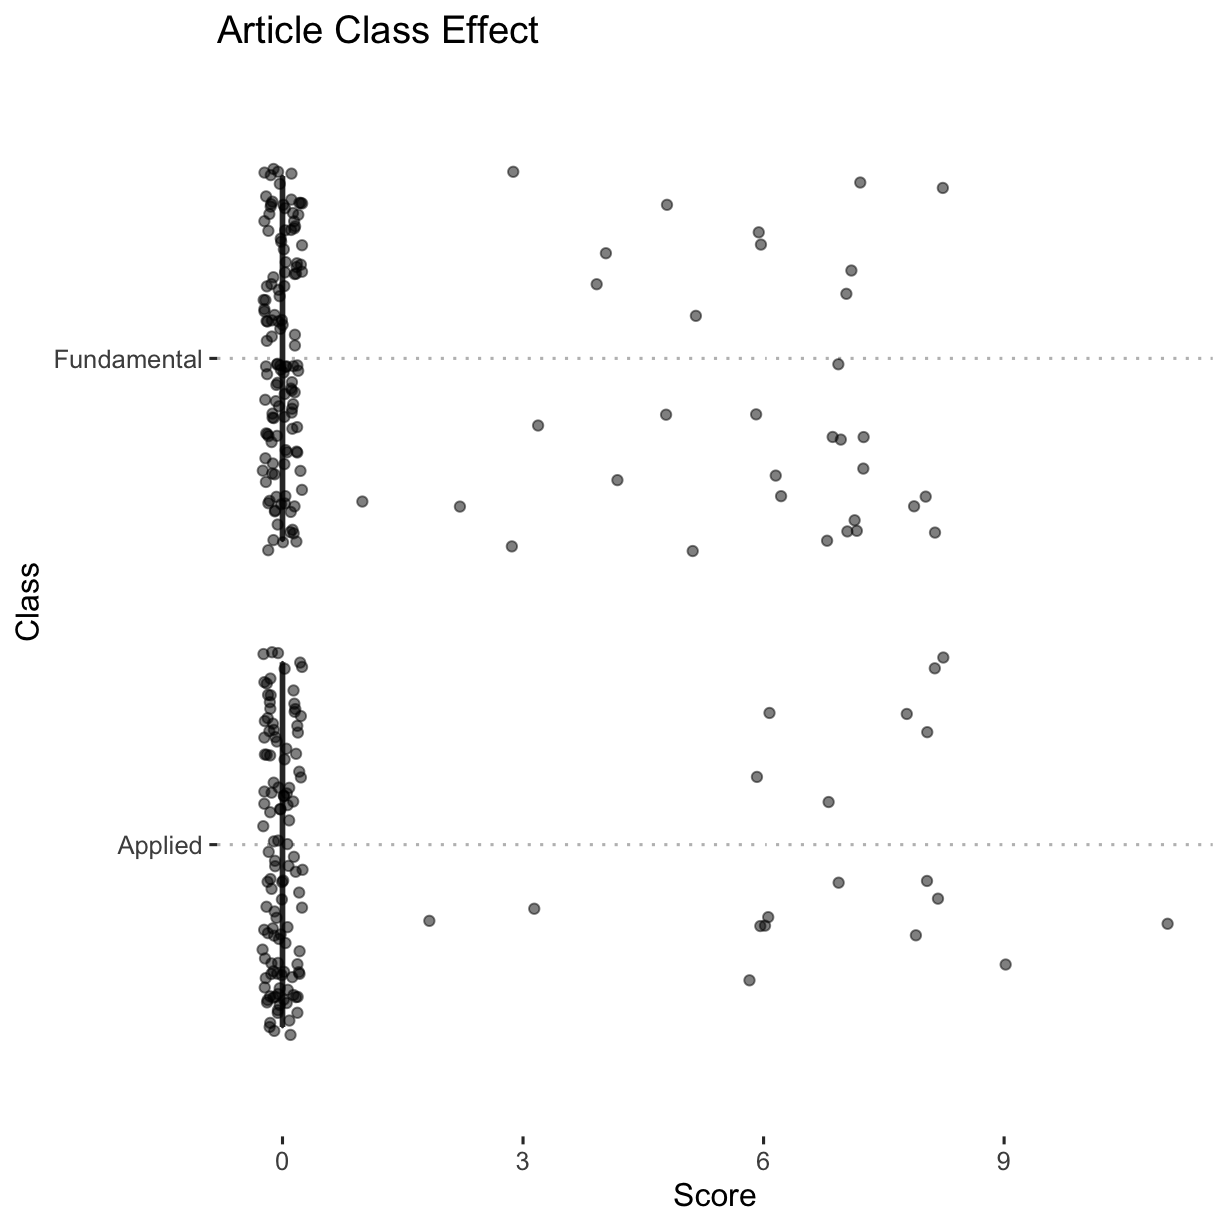 Article Class Effect
Class
Fundamental
Applied
0 3 6 9
Score